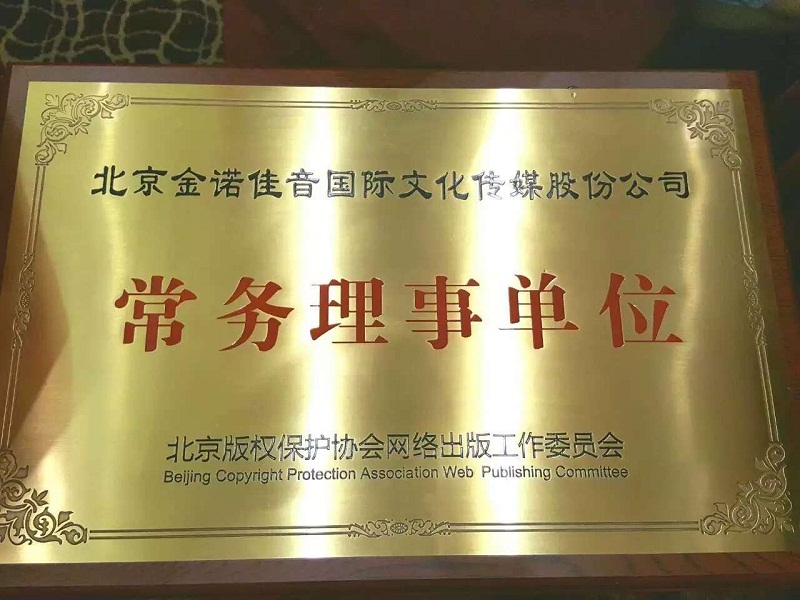 北京金诺佳音国际文化传媒股份公司
常务理事单位
北京版权保护协会网络出版工作委员会
Beijing Copyright Protection Association Web Publishing Committee